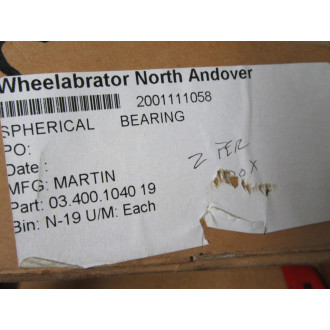 Wheelabrator North Andover
2001111058
SPHERICAL BEARING
PO:
Date :
MFG: MARTIN
Part: 03.400.1040 19
Bin: N-19 U/M: Each
2 PER
BOX